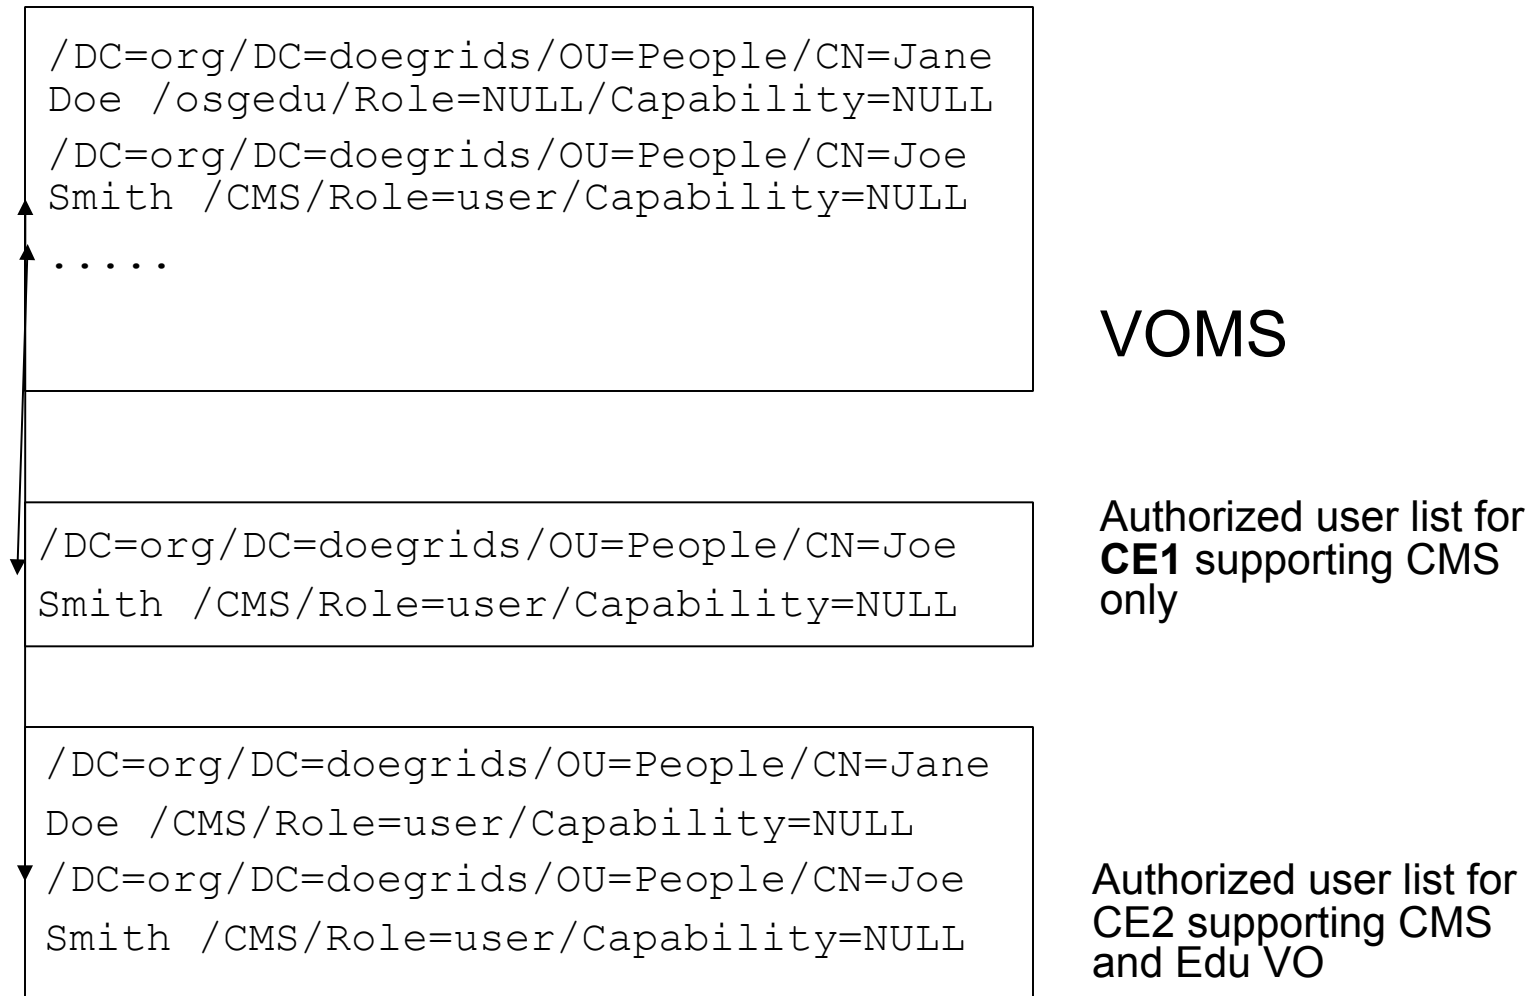 /DC=org/DC=doegrids/OU=People/CN=Jane
Doe /osgedu/Role=NULL/Capability=NULL
/DC=org/DC=doegrids/OU=People/CN=Joe
Smith /CMS/Role=user/Capability=NULL
.....
VOMS
/DC=org/DC=doegrids/OU=People/CN=Joe
Smith /CMS/Role=user/Capability=NULL
Authorized user list for
CE1 supporting CMS
only
/DC=org/DC=doegrids/OU=People/CN=Jane
Doe /CMS/Role=user/Capability=NULL
/DC=org/DC=doegrids/OU=People/CN=Joe
Smith /CMS/Role=user/Capability=NULL
Authorized user list for
CE2 supporting CMS
and Edu VO